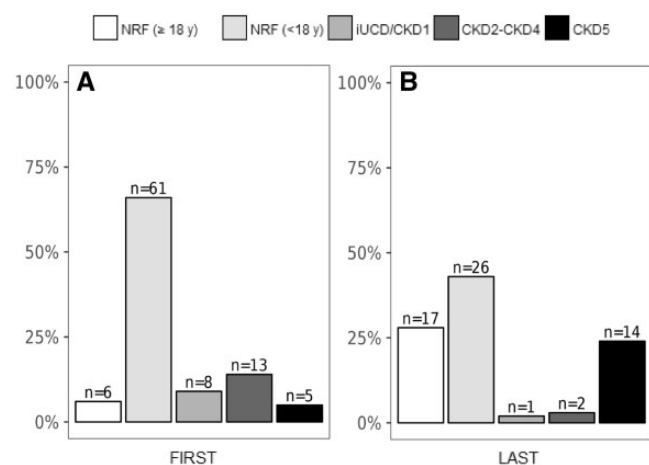 NRF (≥ 18 y) NRF (<18 y) iUCD/CKD1 CKD2-CKD4 CKD5
A
100%
75%
50%
25%
0%
n=6
n=61
n=8
n=13
n=5
FIRST
B
100%
75%
50%
25%
0%
n=17
n=26
n=1
n=2
n=14
LAST